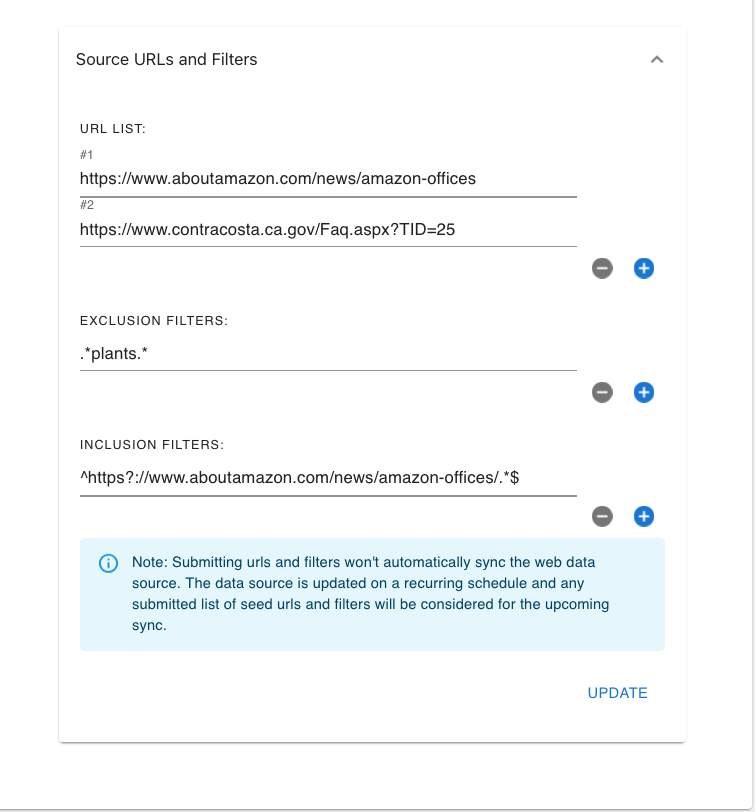 Source URLs and Filters
URL LIST:
#1
https://www.aboutamazon.com/news/amazon-offices
#2
https://www.contracosta.ca.gov/Faq.aspx?TID=25
EXCLUSION FILTERS:
.*plants.*
INCLUSION FILTERS:
^https?://www.aboutamazon.com/news/amazon-offices/.*$
Note: Submitting urls and filters won't automatically sync the web data
source. The data source is updated on a recurring schedule and any
submitted list of seed urls and filters will be considered for the upcoming
sync.
UPDATE